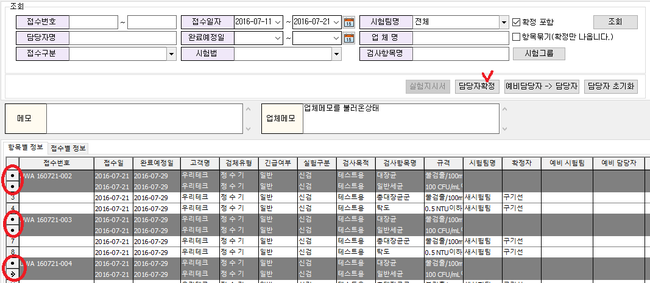 조회
접수번호 ~ 접수일자 2016-07-11 ~ 2016-07-21 시험팀명 전체 확정 포함 조회
담당자명 완료예정일 - - ~ - - 업 체 명 항목묶기(확정만 나옵니다.)
접수구분 시험법 검사항목명 시험그룹
실험지시서 담당자확정 예비담당자 -> 담당자 담당자 초기화
메모 업체메모 업체메모를 불러온상태
항목별 정보 접수별 정보
접수번호 접수일 완료예정일 고객명 검체유형 긴급여부 실험구분 검사목적 검사항목명 규격 시험팀명 확정자 예비 시험팀 예비 담당자
WA 160721-002 2016-07-21 2016-07-29 우리테크 정 수 기 일반 신검 테스트용 대장균 불검출/100m
2016-07-21 2016-07-29 우리테크 정 수 기 일반 신검 테스트용 일반세균 100 CFU/mL
3 2016-07-21 2016-07-29 우리테크 정 수 기 일반 신검 테스트용 총대장균군 불검출/100m 새시험팀 구기선
4 2016-07-21 2016-07-29 우리테크 정 수 기 일반 신검 테스트용 탁도 0.5 NTU이하 새시험팀 구기선
WA 160721-003 2016-07-21 2016-07-29 우리테크 정 수 기 일반 신검 테스트용 대장균 불검출/100m
2016-07-21 2016-07-29 우리테크 정 수 기 일반 신검 테스트용 일반세균 100 CFU/mL
7 2016-07-21 2016-07-29 우리테크 정 수 기 일반 신검 테스트용 총대장균군 불검출/100m 새시험팀 구기선
8 2016-07-21 2016-07-29 우리테크 정 수 기 일반 신검 테스트용 탁도 0.5 NTU이하 새시험팀 구기선
WA 160721-004 2016-07-21 2016-07-29 우리테크 정 수 기 일반 신검 테스트용 대장균 불검출/100m
2016-07-21 2016-07-29 우리테크 정 수 기 일반 신검 테스트용 일반세균 100 CFU/mL